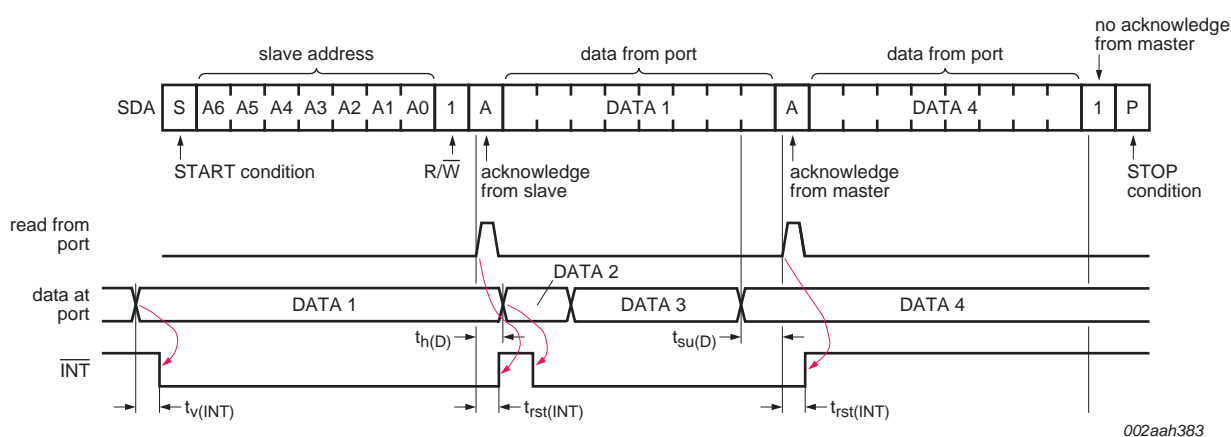 no acknowledge
from master
slave address
data from port
data from port
SDA
S
A6
A5
A4
A3
A2
A1
A0
1
A
DATA 1
A
DATA 4
1
P
START condition
R/W̅
acknowledge
from slave
acknowledge
from master
STOP
condition
read from
port
DATA 2
data at
port
DATA 1
DATA 3
DATA 4
th(D)
tsu(D)
I̅N̅T̅
tv(INT)
trst(INT)
trst(INT)
002aah383